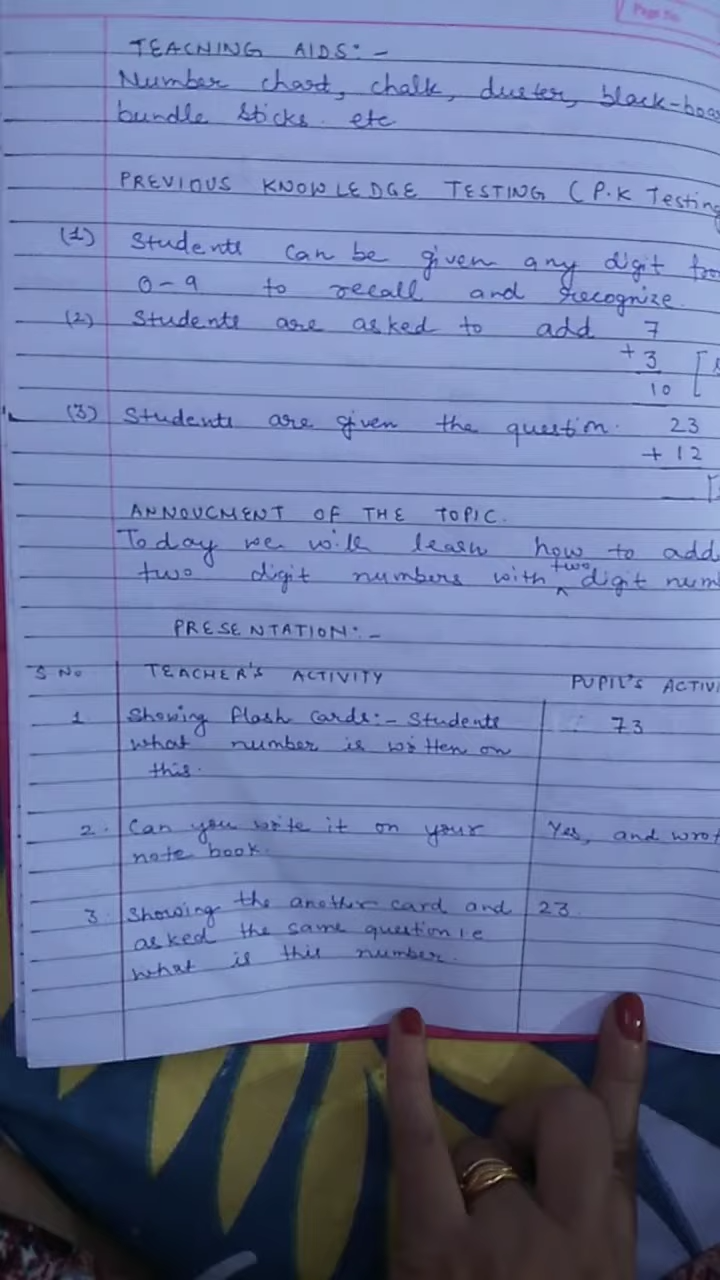 Page No
TEACNING AIDS:-
Number chart, chalk, duster, black-boa
bundle sticks. etc
PREVIOUS KNOWLEDGE TESTING (P.K Testing
(1) Students can be given any digit fro
0-9 to recall and recognize.
(2) Students are asked to add 7
+ 3 [
10
(3) Students are given the question. 23
+ 12
[
ANNOUCMENT OF THE TOPIC.
Today we will learn how to add
two digit numbers with two digit num
PRESENTATION:-
S No TEACHER'S ACTIVITY PUPIL'S ACTIVI
1 Showing flash cards:- Students 73
what number is written on
this.
2. Can you write it on your Yes, and wrot
note book.
3. Showing the another card and 23.
asked the same question i.e
what is this number.